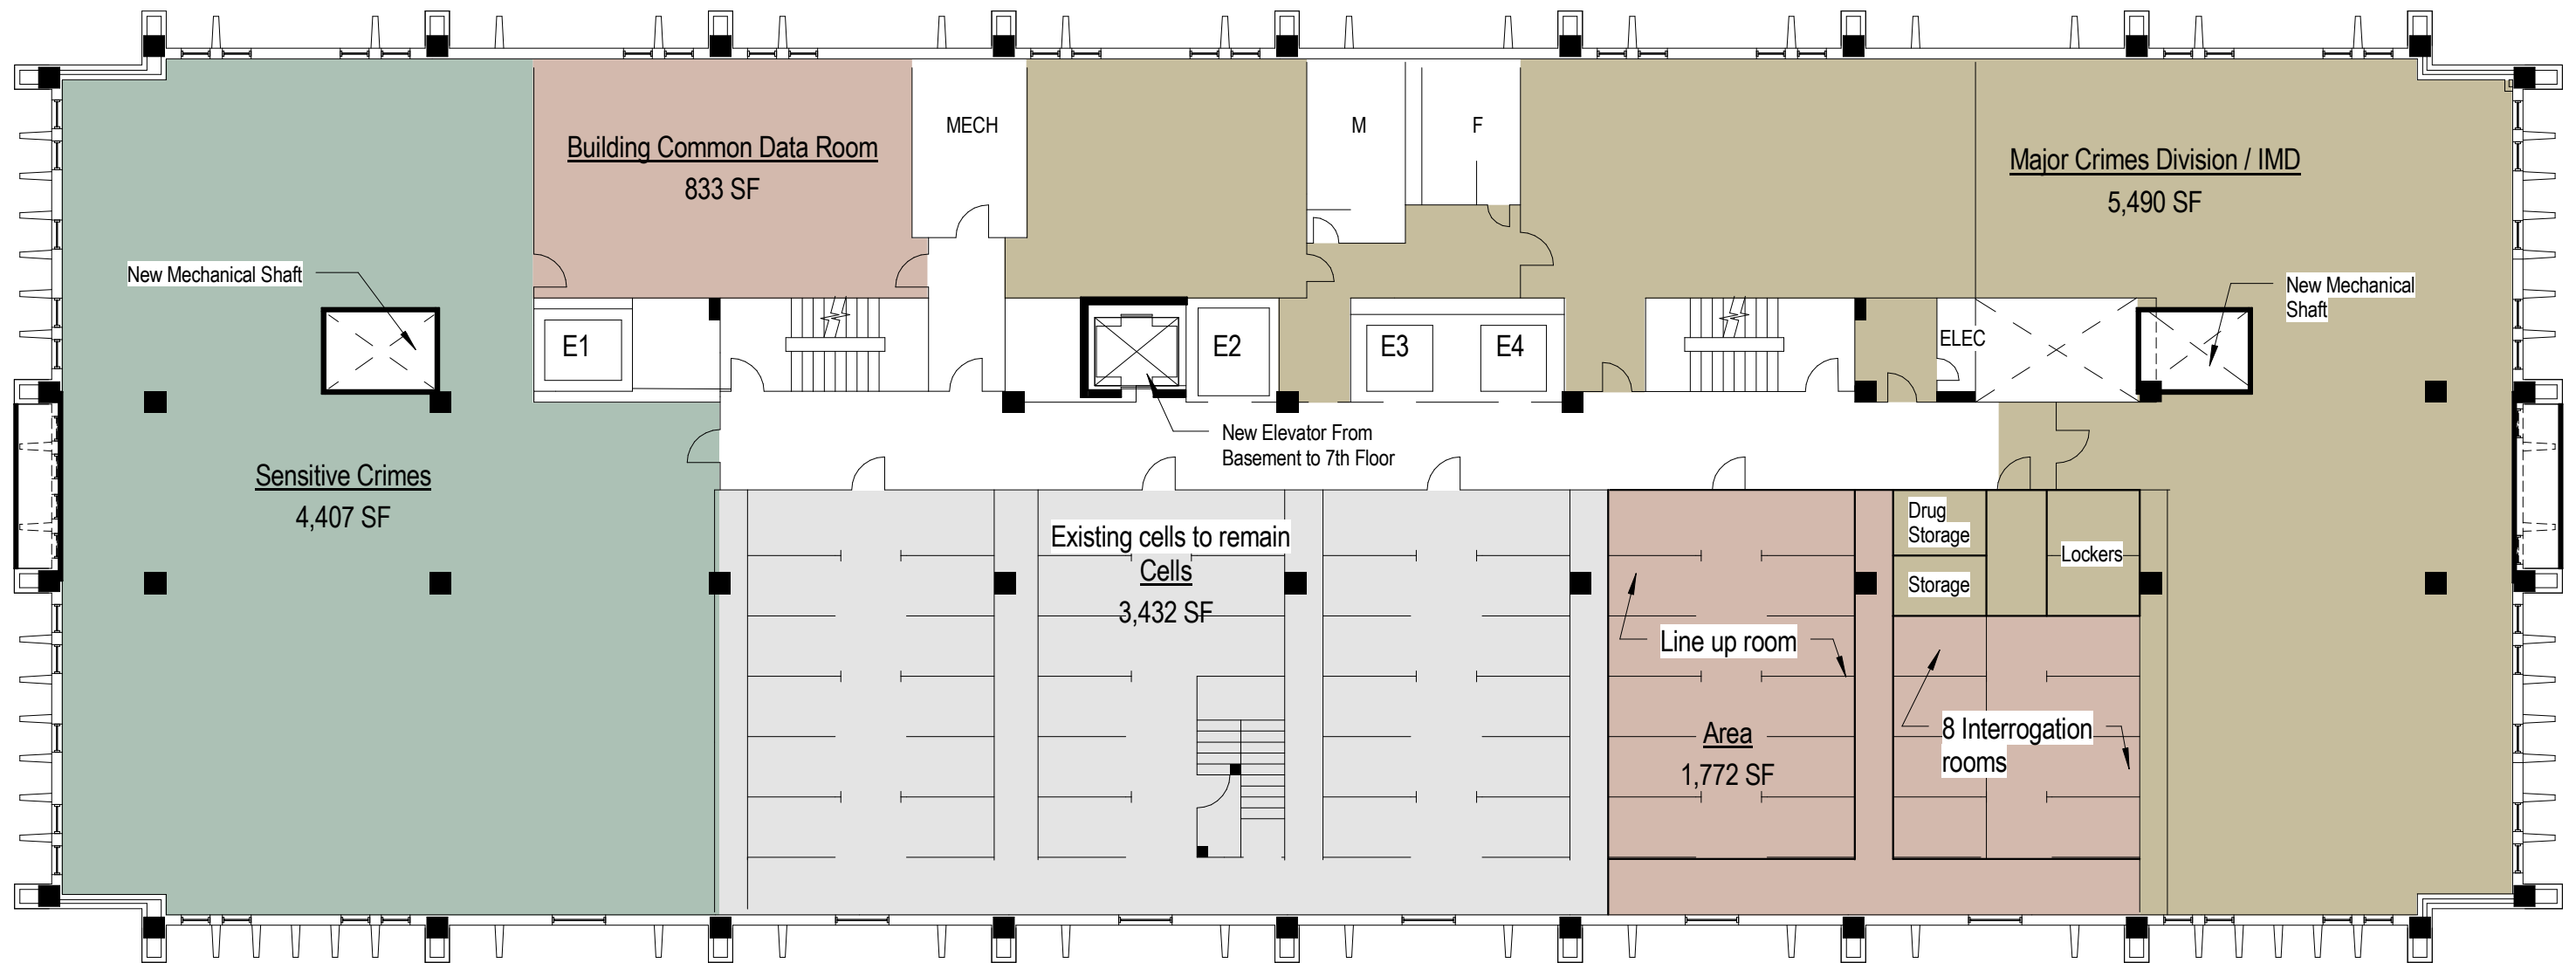 Building Common Data Room
833 SF
MECH
M
F
Major Crimes Division / IMD
5,490 SF
New Mechanical Shaft
New Mechanical
Shaft
E1
E2
E3
E4
ELEC
New Elevator From
Basement to 7th Floor
Sensitive Crimes
4,407 SF
Existing cells to remain
Cells
3,432 SF
Drug
Storage
Storage
Lockers
Line up room
Area
1,772 SF
8 Interrogation
rooms